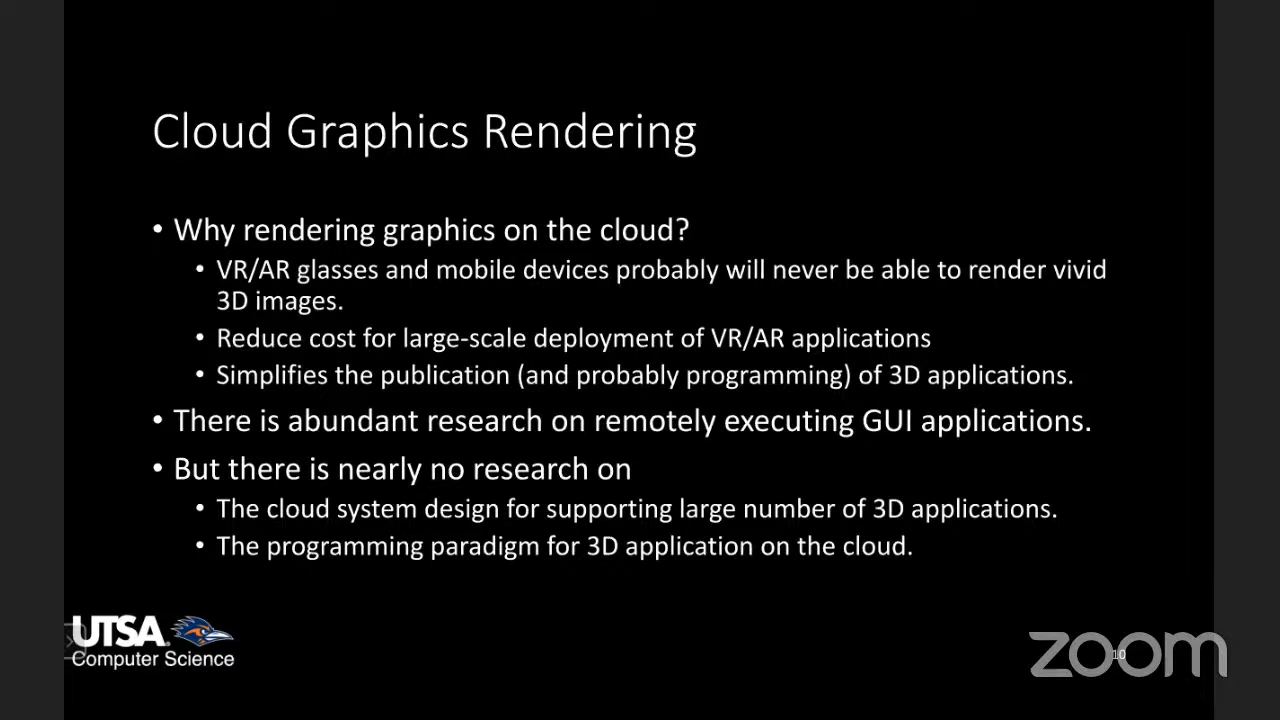 Cloud Graphics Rendering
• Why rendering graphics on the cloud?
• VR/AR glasses and mobile devices probably will never be able to render vivid
3D images.
• Reduce cost for large-scale deployment of VR/AR applications
• Simplifies the publication (and probably programming) of 3D applications.
• There is abundant research on remotely executing GUI applications.
• But there is nearly no research on
• The cloud system design for supporting large number of 3D applications.
• The programming paradigm for 3D application on the cloud.
UTSA
Computer Science
zoom
10